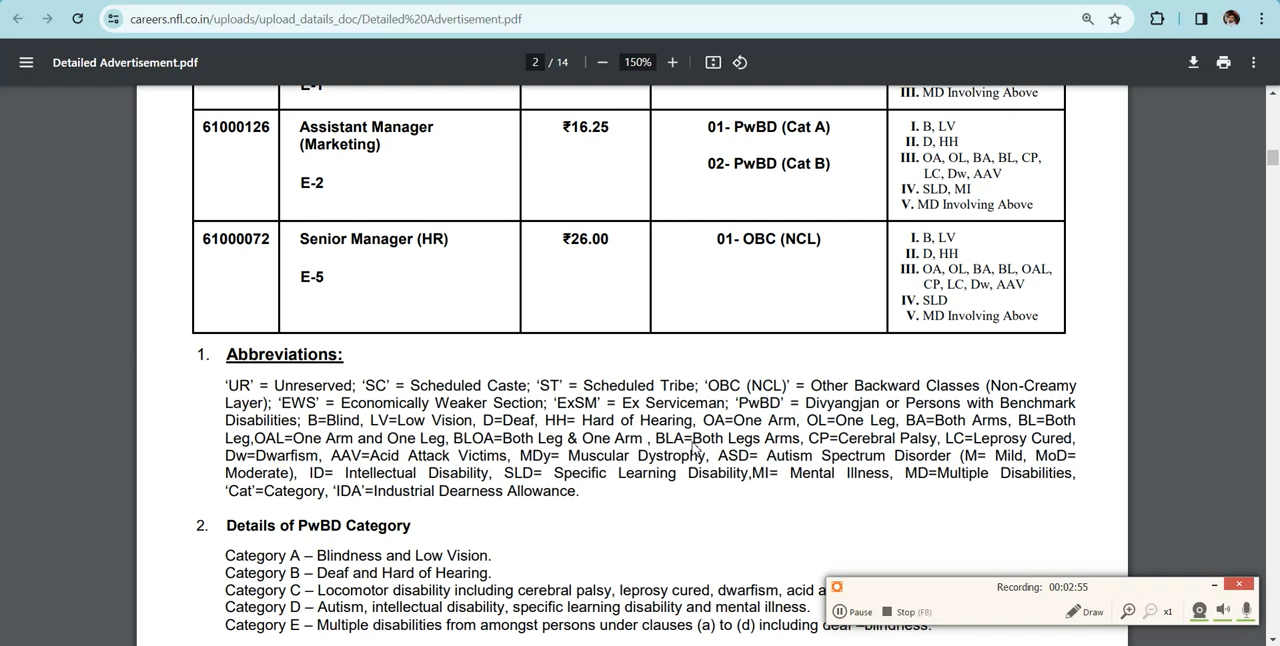 careers.nfl.co.in/uploads/upload_datails_doc/Detailed%20Advertisement.pdf
Detailed Advertisement.pdf
2 / 14
150%
E-1
III. MD Involving Above
61000126
Assistant Manager
(Marketing)
E-2
₹16.25
01- PwBD (Cat A)
02- PwBD (Cat B)
I. B, LV
II. D, HH
III. OA, OL, BA, BL, CP,
LC, Dw, AAV
IV. SLD, MI
V. MD Involving Above
61000072
Senior Manager (HR)
E-5
₹26.00
01- OBC (NCL)
I. B, LV
II. D, HH
III. OA, OL, BA, BL, OAL,
CP, LC, Dw, AAV
IV. SLD
V. MD Involving Above
1. Abbreviations:
‘UR’ = Unreserved; ‘SC’ = Scheduled Caste; ‘ST’ = Scheduled Tribe; ‘OBC (NCL)’ = Other Backward Classes (Non-Creamy
Layer); ‘EWS’ = Economically Weaker Section; ‘ExSM’ = Ex Serviceman; ‘PwBD’ = Divyangjan or Persons with Benchmark
Disabilities; B=Blind, LV=Low Vision, D=Deaf, HH= Hard of Hearing, OA=One Arm, OL=One Leg, BA=Both Arms, BL=Both
Leg,OAL=One Arm and One Leg, BLOA=Both Leg & One Arm , BLA=Both Legs Arms, CP=Cerebral Palsy, LC=Leprosy Cured,
Dw=Dwarfism, AAV=Acid Attack Victims, MDy= Muscular Dystrophy, ASD= Autism Spectrum Disorder (M= Mild, MoD=
Moderate), ID= Intellectual Disability, SLD= Specific Learning Disability,MI= Mental Illness, MD=Multiple Disabilities,
‘Cat’=Category, ‘IDA’=Industrial Dearness Allowance.
2. Details of PwBD Category
Category A – Blindness and Low Vision.
Category B – Deaf and Hard of Hearing.
Category C – Locomotor disability including cerebral palsy, leprosy cured, dwarfism, acid a
Category D – Autism, intellectual disability, specific learning disability and mental illness.
Category E – Multiple disabilities from amongst persons under clauses (a) to (d) including deaf –blindness.
Recording: 00:02:55
Pause
Stop (F8)
Draw
x1